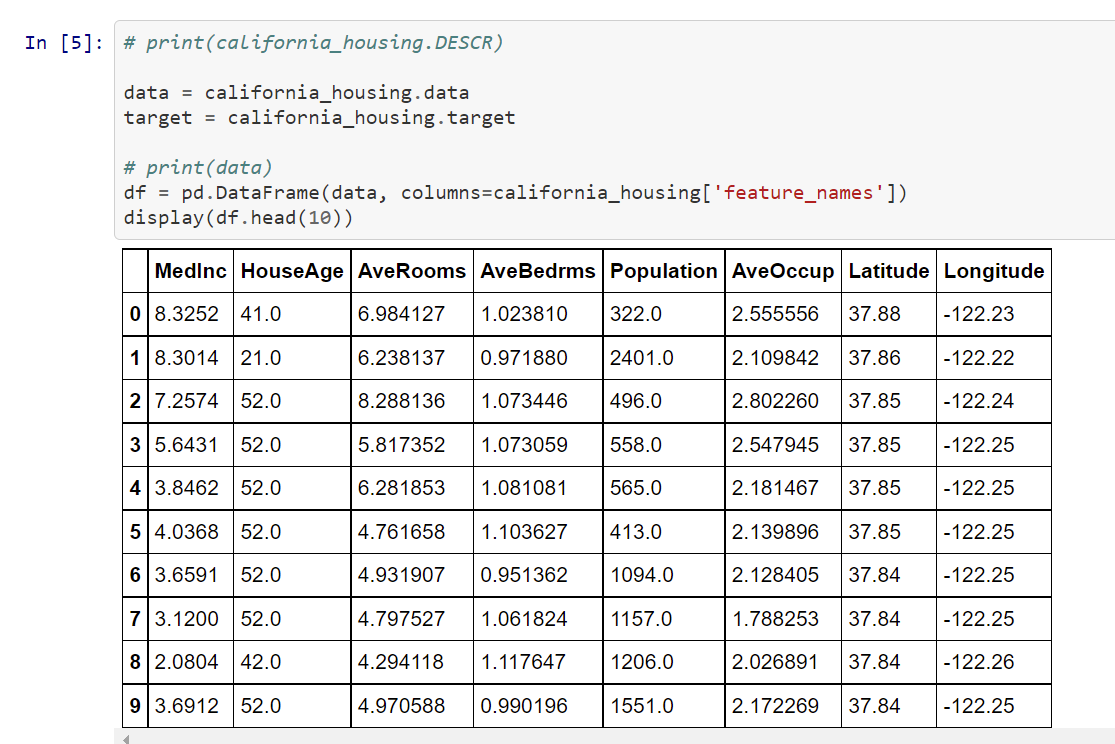 In [5]: # print(california_housing.DESCR)
data = california_housing.data
target = california_housing.target
# print(data)
df = pd.DataFrame(data, columns=california_housing['feature_names'])
display(df.head(10))
MedInc HouseAge AveRooms AveBedrms Population AveOccup Latitude Longitude
0 8.3252 41.0 6.984127 1.023810 322.0 2.555556 37.88 -122.23
1 8.3014 21.0 6.238137 0.971880 2401.0 2.109842 37.86 -122.22
2 7.2574 52.0 8.288136 1.073446 496.0 2.802260 37.85 -122.24
3 5.6431 52.0 5.817352 1.073059 558.0 2.547945 37.85 -122.25
4 3.8462 52.0 6.281853 1.081081 565.0 2.181467 37.85 -122.25
5 4.0368 52.0 4.761658 1.103627 413.0 2.139896 37.85 -122.25
6 3.6591 52.0 4.931907 0.951362 1094.0 2.128405 37.84 -122.25
7 3.1200 52.0 4.797527 1.061824 1157.0 1.788253 37.84 -122.25
8 2.0804 42.0 4.294118 1.117647 1206.0 2.026891 37.84 -122.26
9 3.6912 52.0 4.970588 0.990196 1551.0 2.172269 37.84 -122.25